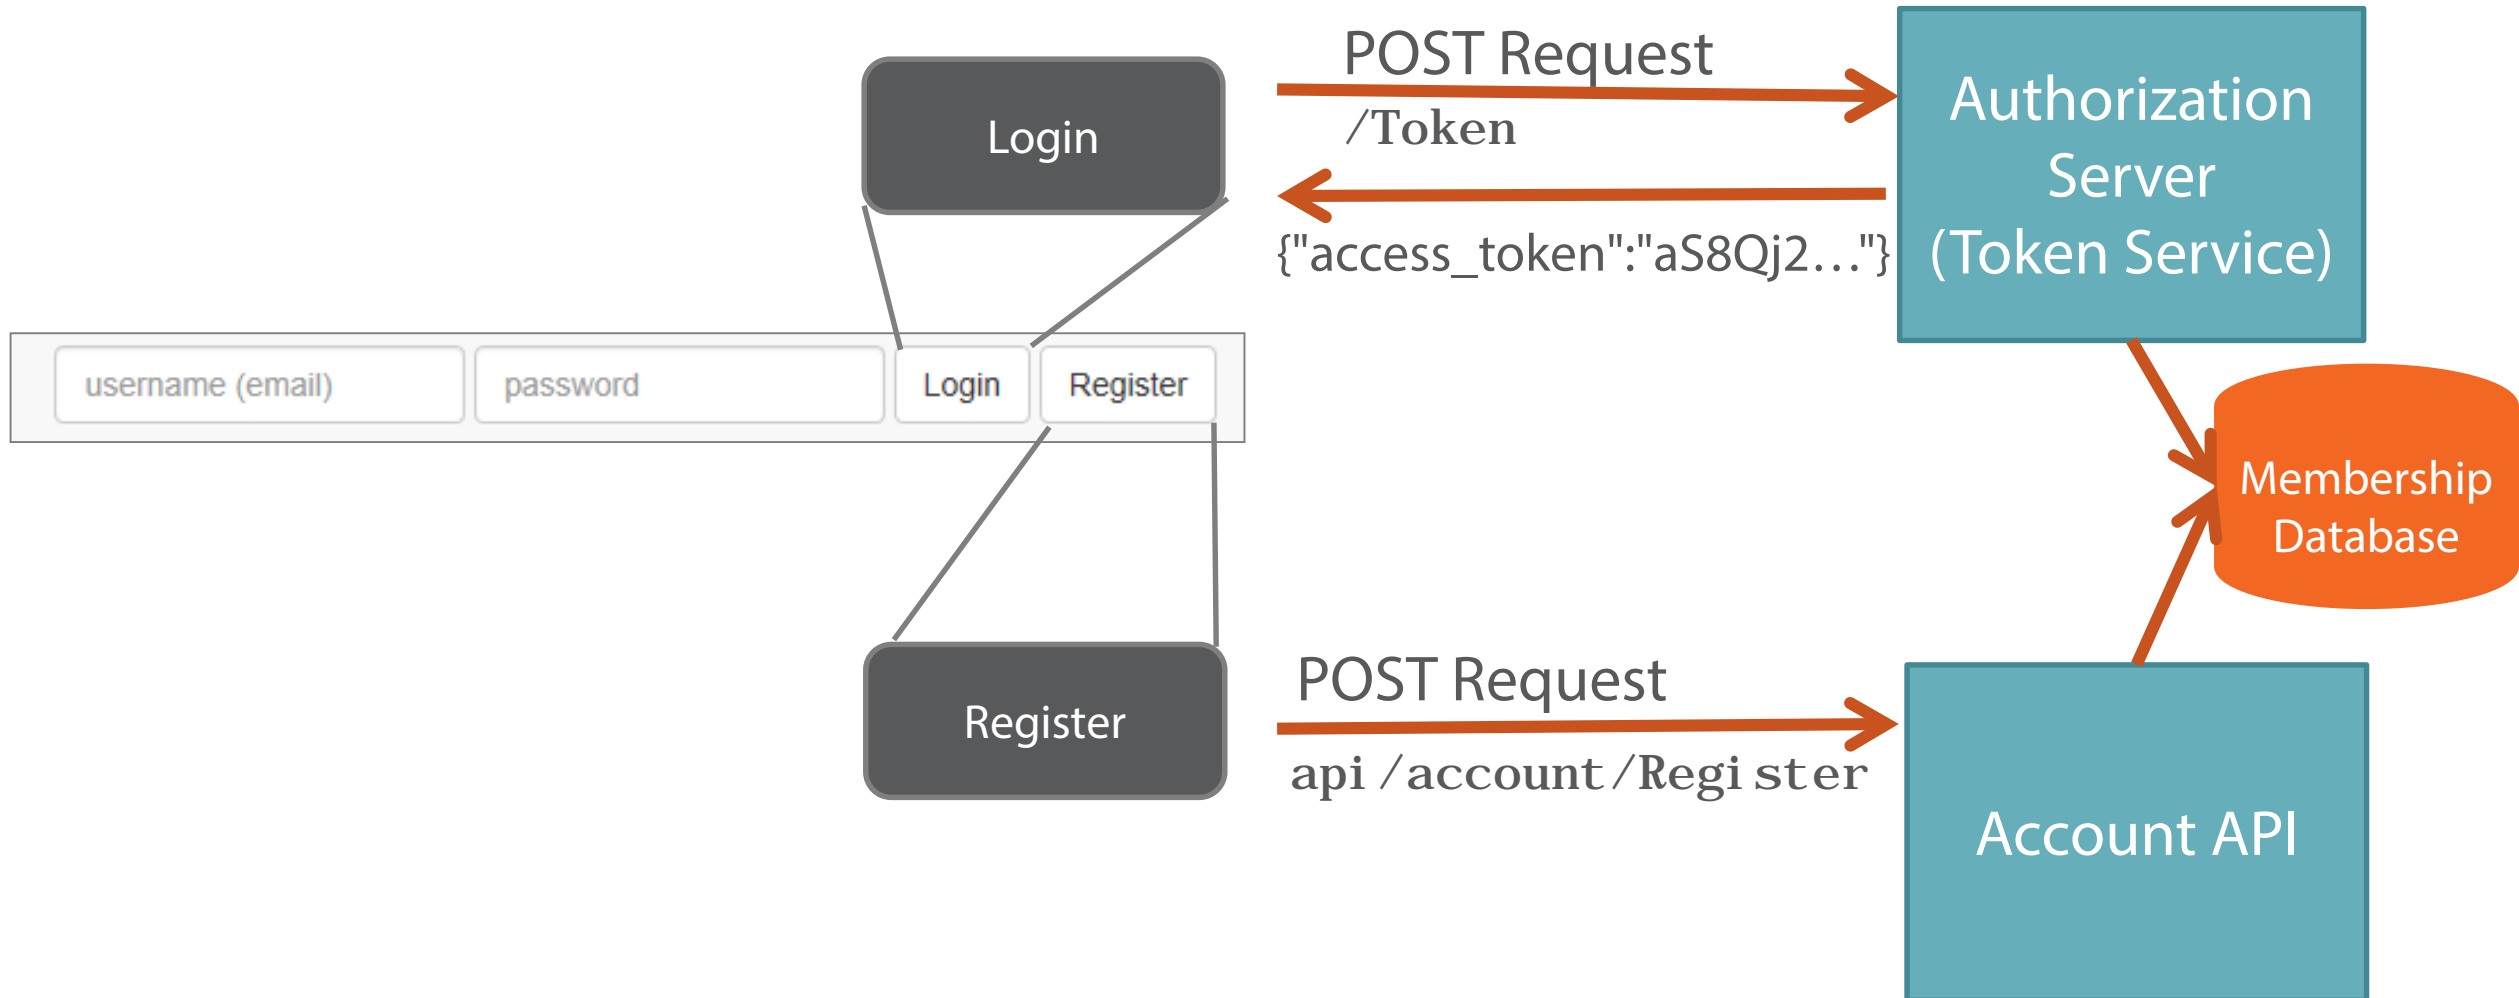 POST Request
/Token
Login
Authorization
Server
(Token Service)
{"access_token":"aS8Qj2..."}
username (email)
password
Login
Register
Membership
Database
Register
POST Request
api/account/Register
Account API